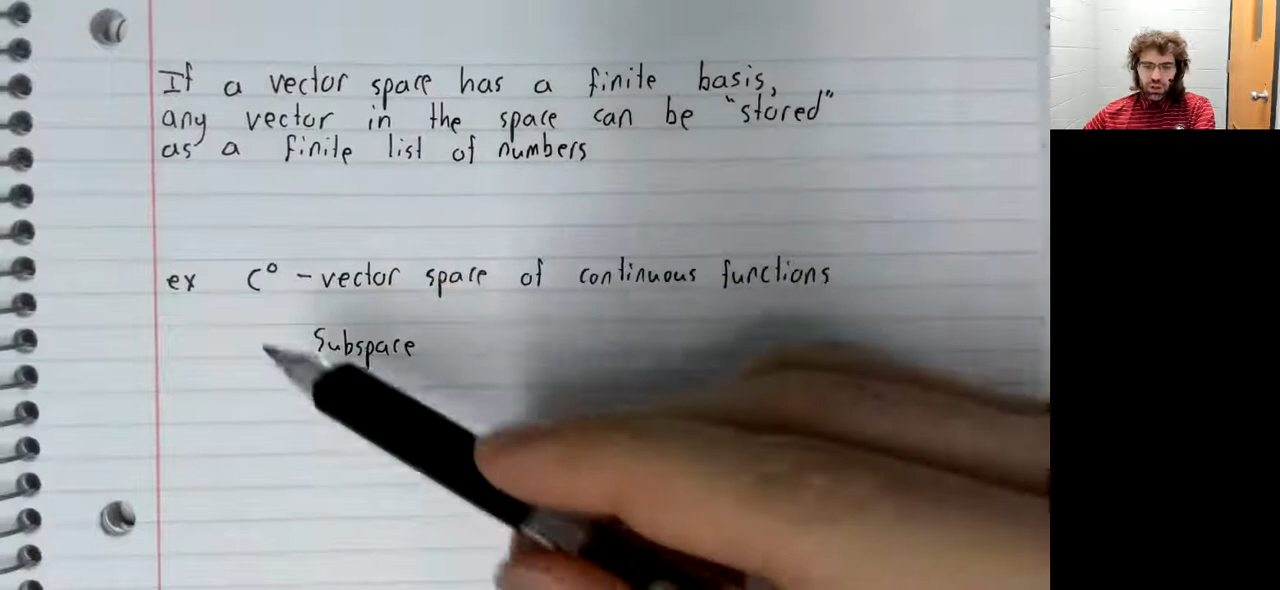 If a vector space has a finite basis,
any vector in the space can be "stored"
as a finite list of numbers
ex C⁰ - vector space of continuous functions
Subspace